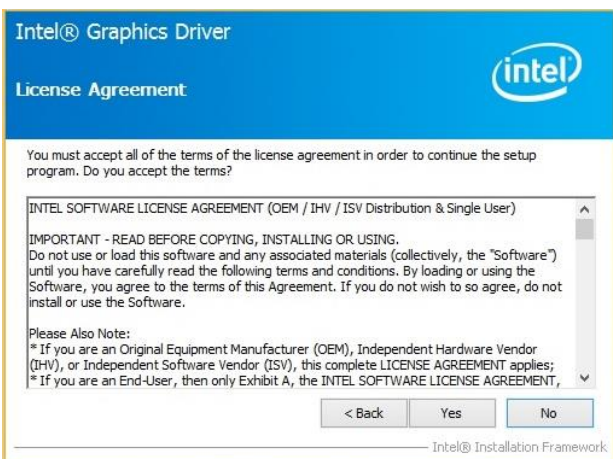 Intel® Graphics Driver
intel
License Agreement
You must accept all of the terms of the license agreement in order to continue the setup
program. Do you accept the terms?
INTEL SOFTWARE LICENSE AGREEMENT (OEM / IHV / ISV Distribution & Single User)
IMPORTANT - READ BEFORE COPYING, INSTALLING OR USING.
Do not use or load this software and any associated materials (collectively, the "Software")
until you have carefully read the following terms and conditions. By loading or using the
Software, you agree to the terms of this Agreement. If you do not wish to so agree, do not
install or use the Software.
Please Also Note:
* If you are an Original Equipment Manufacturer (OEM), Independent Hardware Vendor
(IHV), or Independent Software Vendor (ISV), this complete LICENSE AGREEMENT applies;
* If you are an End-User, then only Exhibit A, the INTEL SOFTWARE LICENSE AGREEMENT,
< Back Yes No
Intel® Installation Framework